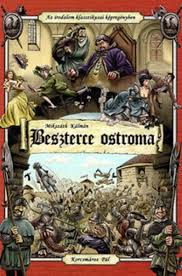 Az irodalom klasszikusai képregényben
Mikszáth Kálmán
Beszterce ostroma
Korcsmáros Pál